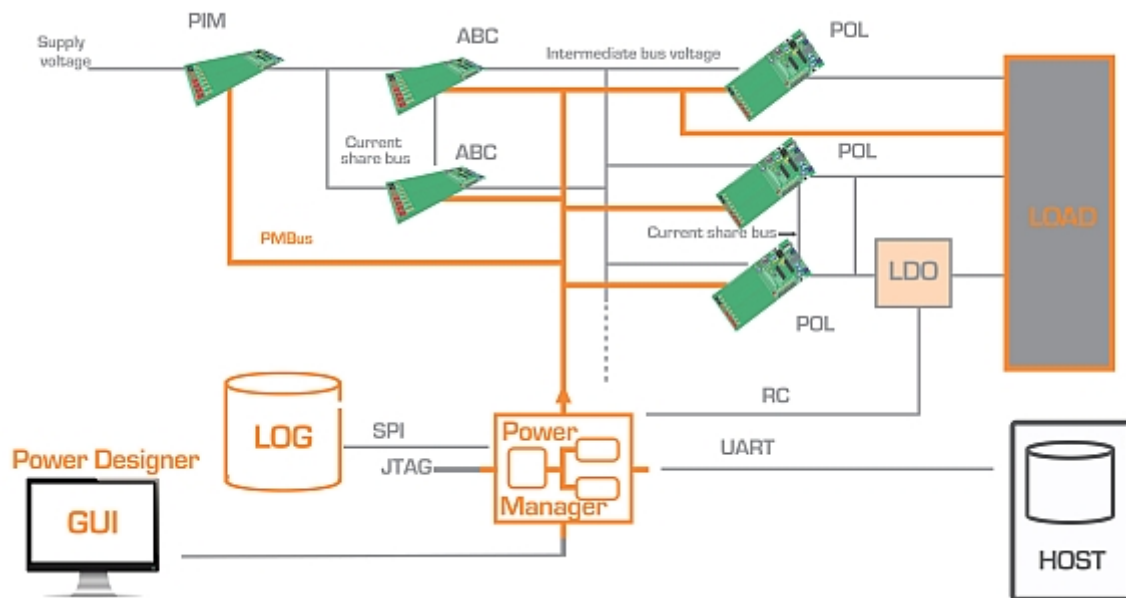 PIM
Supply
voltage
ABC
Intermediate bus voltage
POL
Current
share bus
ABC
POL
LOAD
PMBus
Current share bus
LDO
POL
RC
LOG
SPI
Power
UART
JTAG
Power Designer
Manager
GUI
HOST